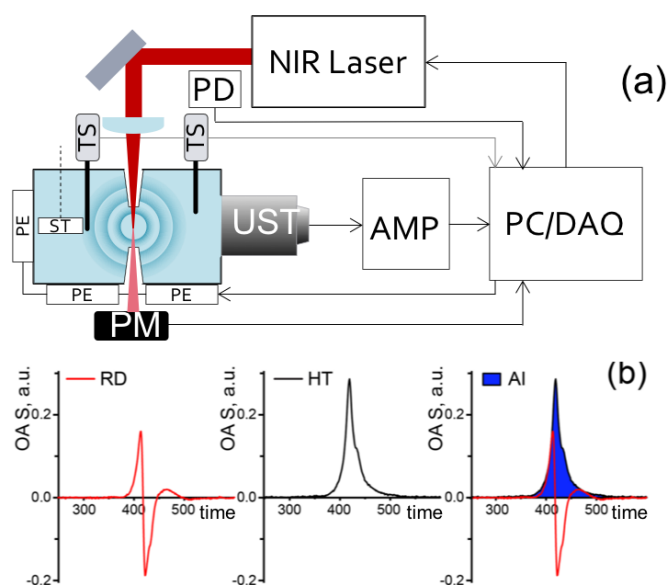 NIR Laser
(a)
PD
TS
TS
PE
ST
UST
AMP
PC/DAQ
PE
PE
PM
(b)
RD
HT
AI
OA S, a.u.
0.2
0.0
-0.2
300
400
500
time
OA S, a.u.
0.2
0.0
-0.2
300
400
500
time
OA S, a.u.
0.2
0.0
-0.2
300
400
500
time